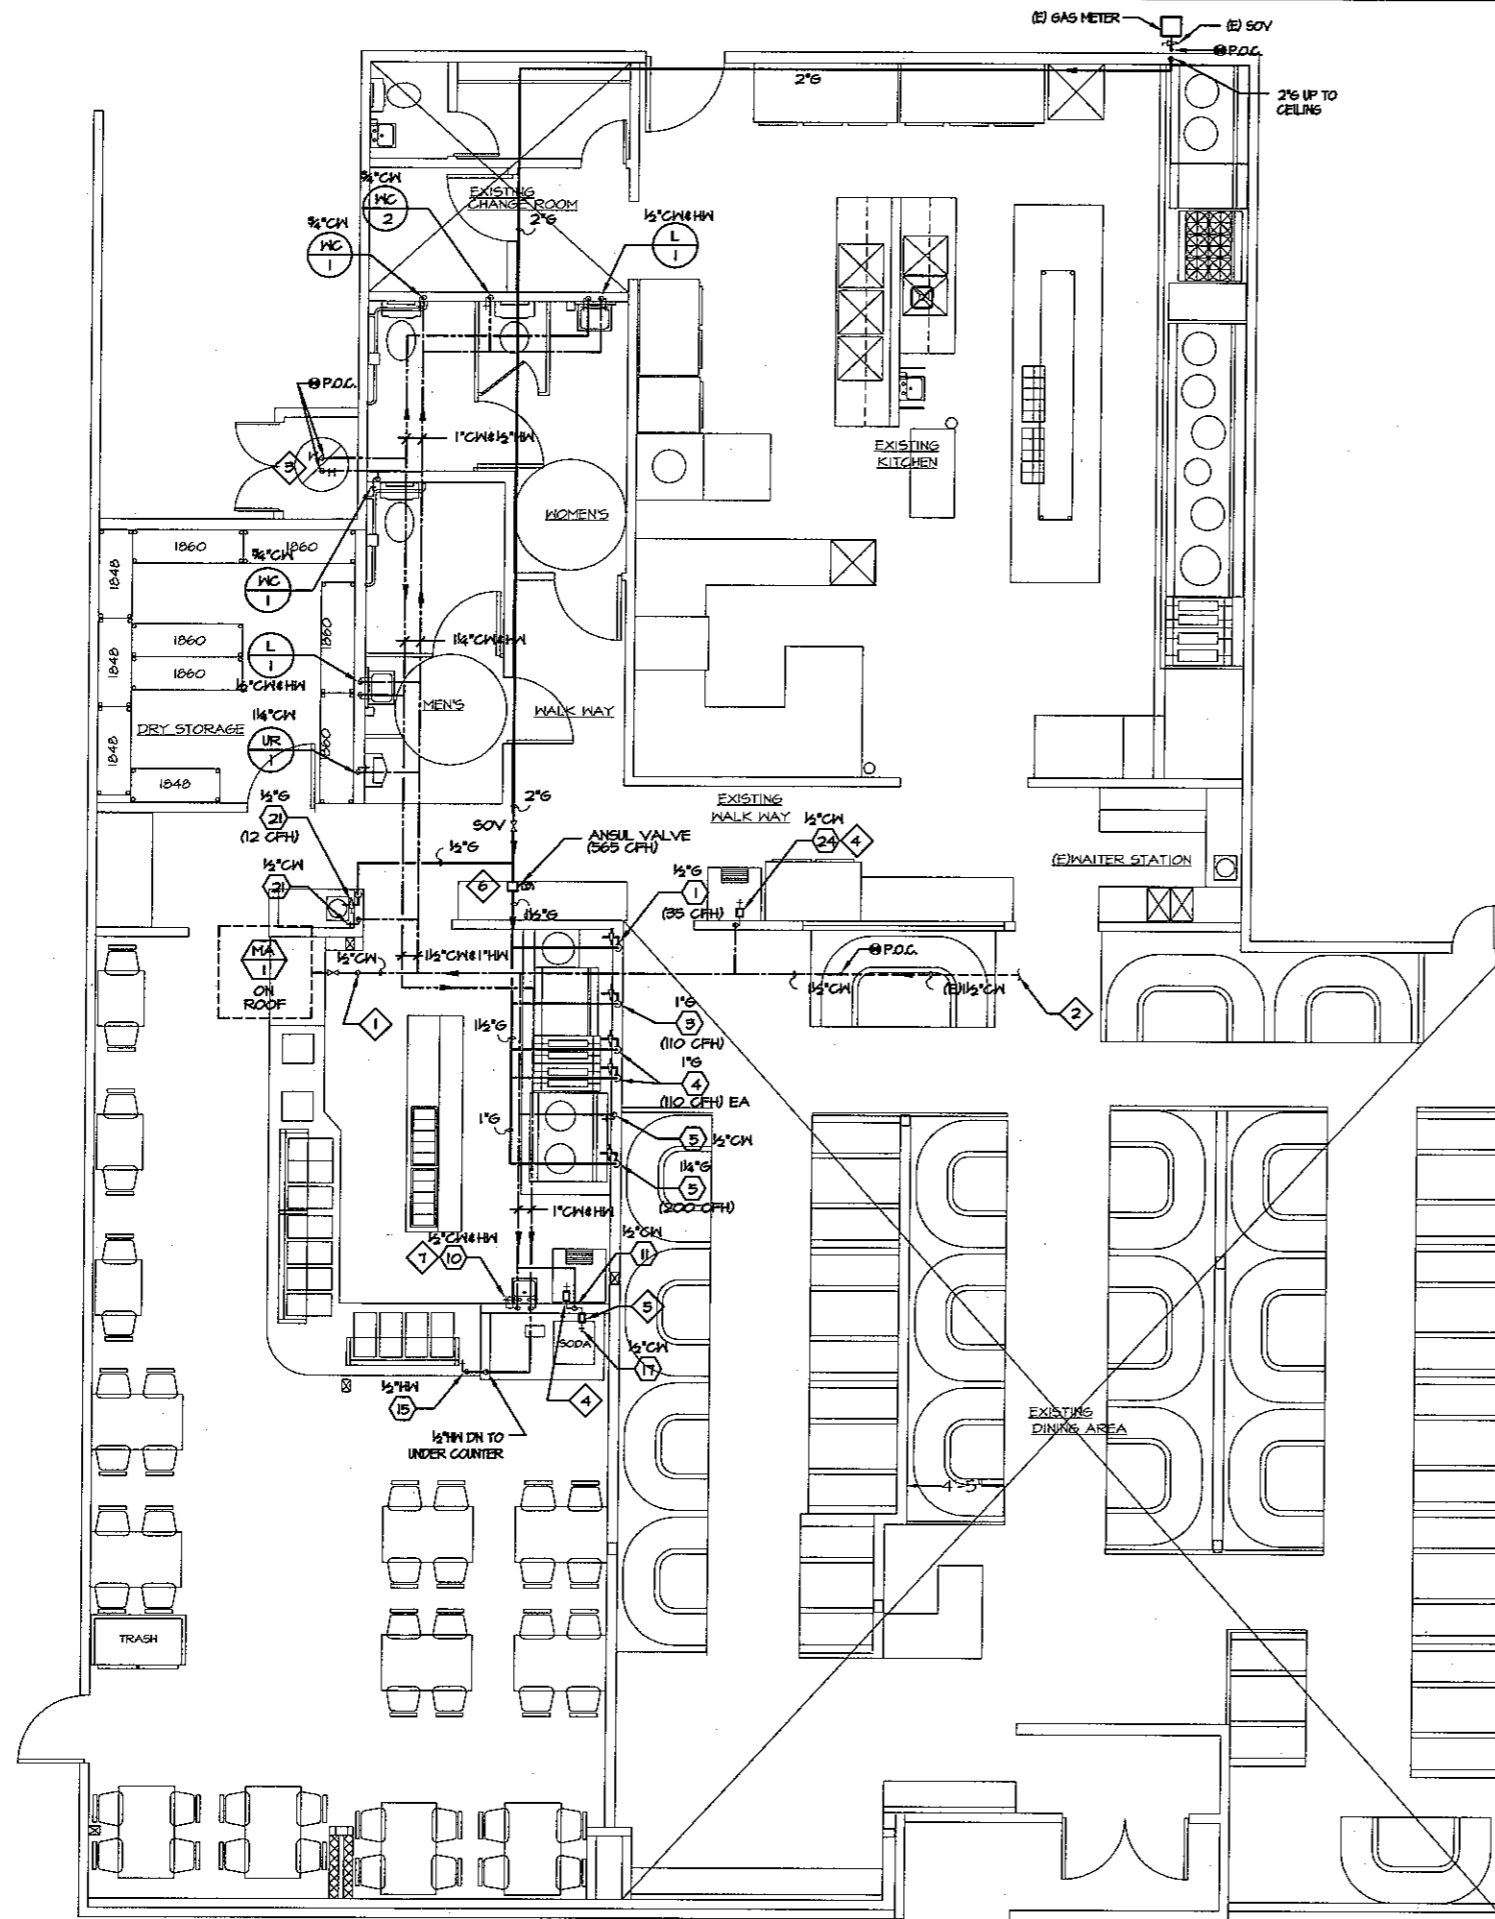 (E) GAS METER
(E) SOV
P.O.C.
2"G
2"G UP TO
CEILING
3/4"CW
WC
2
EXISTING
CHANGE ROOM
2"G
1/2"CW&HW
L
1
3/4"CW
WC
1
P.O.C.
1"CW&1/2"HW
3
H
EXISTING
KITCHEN
WOMEN'S
1860
1860
1848
3/4"CW
WC
1
1860
1860
1848
1860
L
1
1/2"CW&HW
1 1/4"CW&HW
MEN'S
WALK WAY
DRY STORAGE
1 1/4"CW
UR
1
1860
1848
1848
2"G
SOV
EXISTING
WALK WAY
1/2"G
21
(12 CFH)
1/2"G
ANSUL VALVE
(565 CFH)
1/2"CW
24
4
(E)WAITER STATION
1/2"CW
21
6
1 1/2"G
1/2"G
1
(35 CFH)
MA
1
ON
ROOF
1/2"CW
1 1/2"CW&1"HW
P.O.C.
1 1/2"CW
(E)1 1/2"CW
2
1
1 1/2"G
1"G
3
(110 CFH)
1"G
4
(110 CFH) EA
1"G
5
1/2"CW
1 1/4"G
5
(200 CFH)
1"CW&HW
1/2"CW&HW
7
10
1/2"CW
11
5
SODA
1/2"CW
17
1/2"HW
15
4
1/2"HW DN TO
UNDER COUNTER
EXISTING
DINING AREA
4'-5"
TRASH